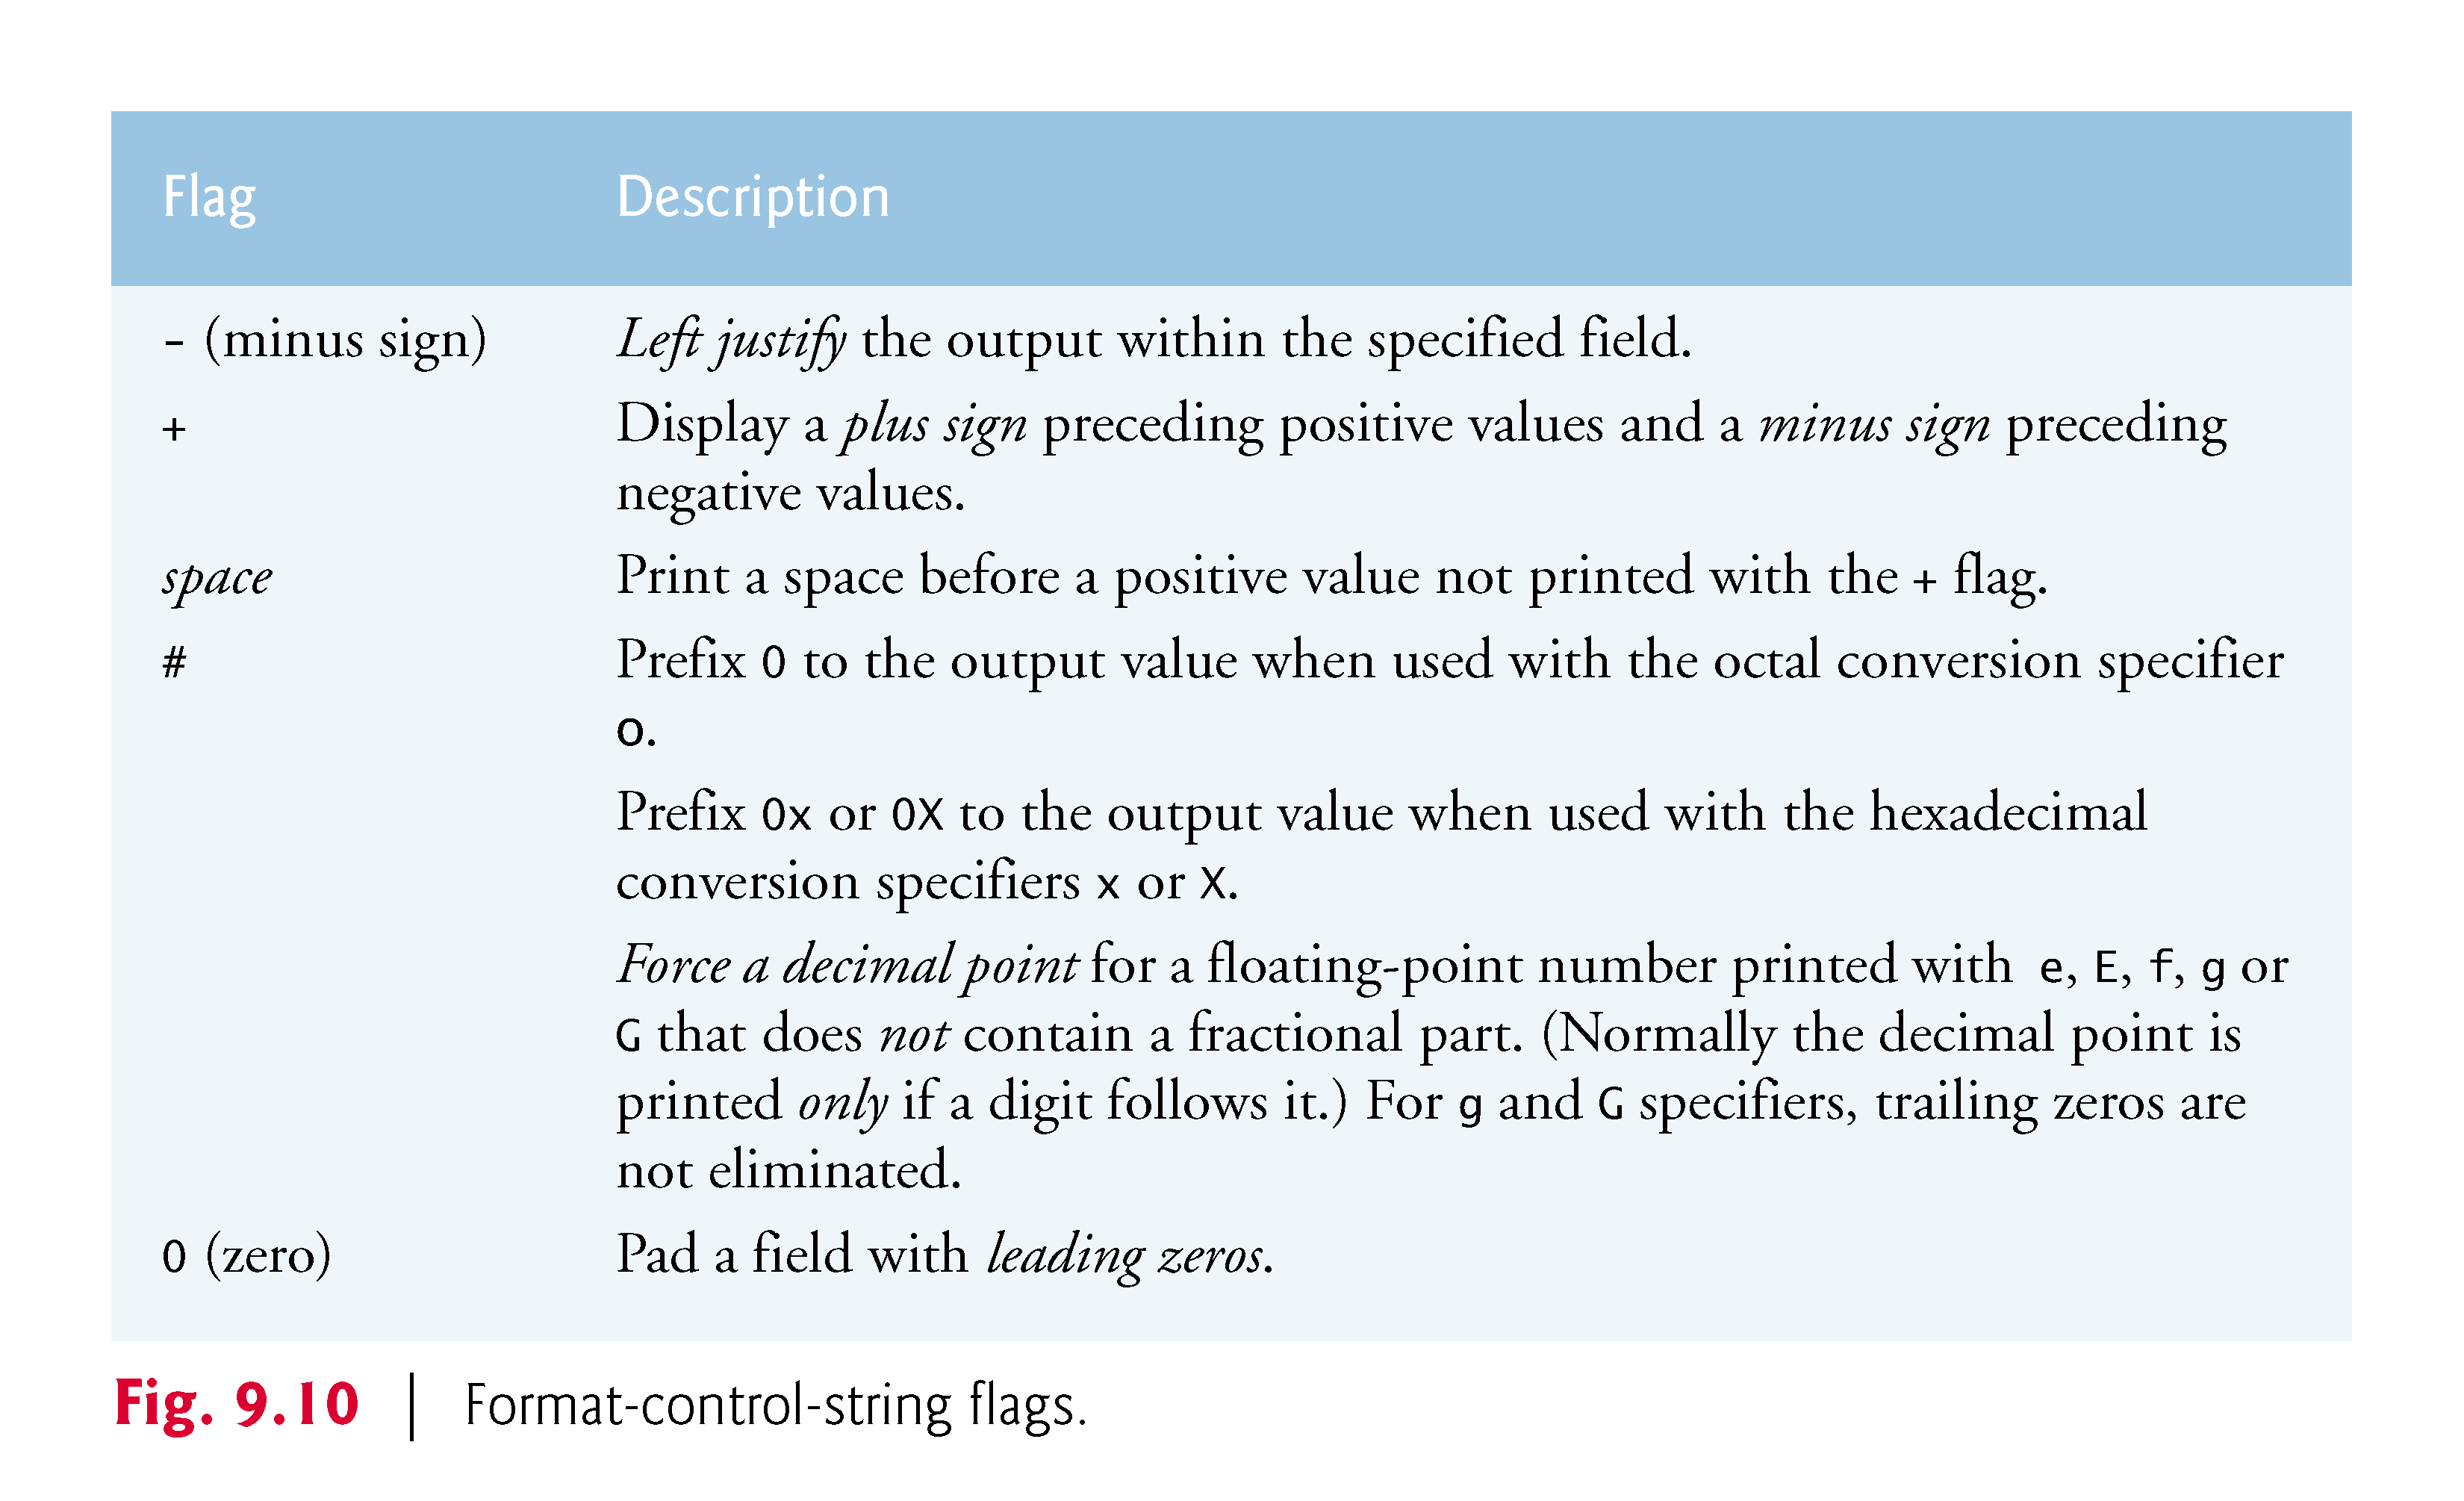 Flag Description
- (minus sign) Left justify the output within the specified field.
+ Display a plus sign preceding positive values and a minus sign preceding
negative values.
space Print a space before a positive value not printed with the + flag.
# Prefix 0 to the output value when used with the octal conversion specifier
o.
Prefix 0x or 0X to the output value when used with the hexadecimal
conversion specifiers x or X.
Force a decimal point for a floating-point number printed with e, E, f, g or
G that does not contain a fractional part. (Normally the decimal point is
printed only if a digit follows it.) For g and G specifiers, trailing zeros are
not eliminated.
0 (zero) Pad a field with leading zeros.
Fig. 9.10 | Format-control-string flags.